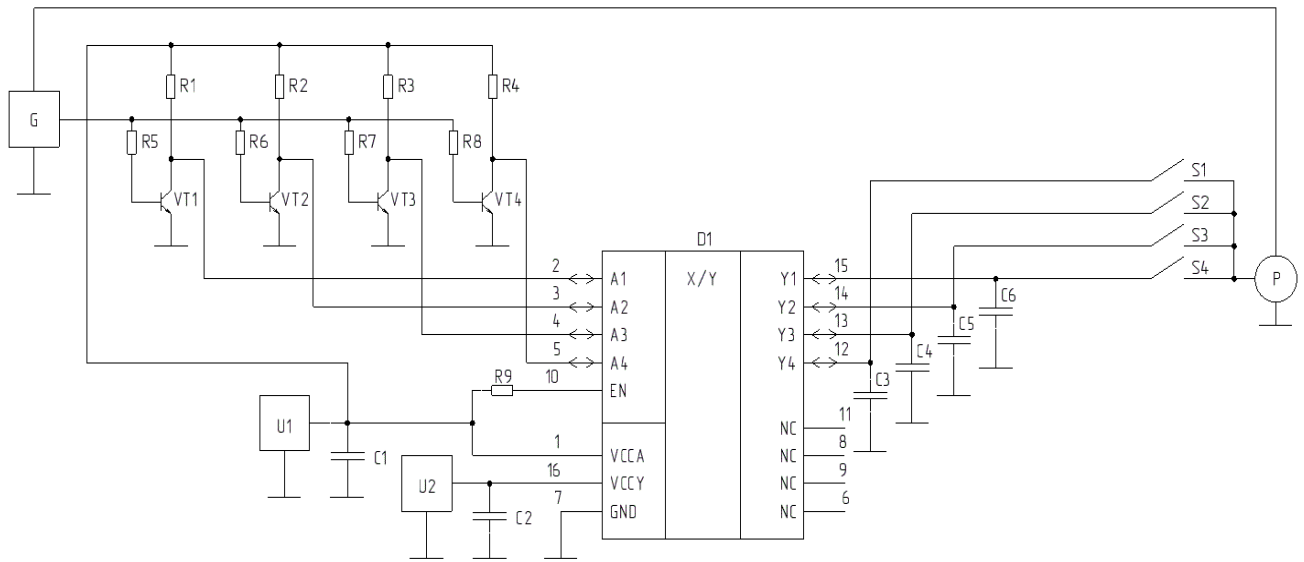 R1
R2
R3
R4
G
R5
R6
R7
R8
VT1
VT2
VT3
VT4
S1
S2
S3
S4
P
D1
X/Y
2
A1
3
A2
4
A3
5
A4
R9
10
EN
1
VCCA
16
VCCY
7
GND
Y1
15
Y2
14
Y3
13
Y4
12
NC
11
NC
8
NC
9
NC
6
C6
C5
C4
C3
U1
C1
U2
C2